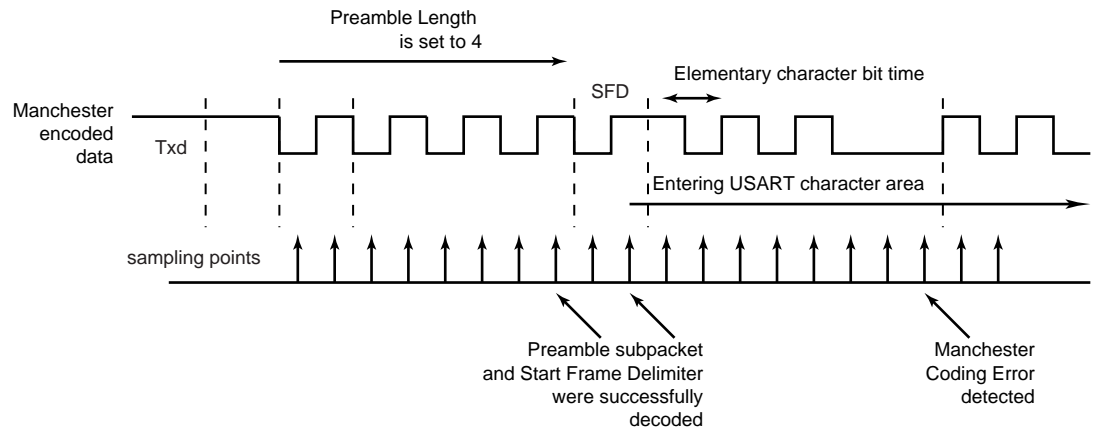 Preamble Length
is set to 4
Elementary character bit time
SFD
Manchester
encoded
data
Txd
Entering USART character area
sampling points
Preamble subpacket
and Start Frame Delimiter
were successfully
decoded
Manchester
Coding Error
detected